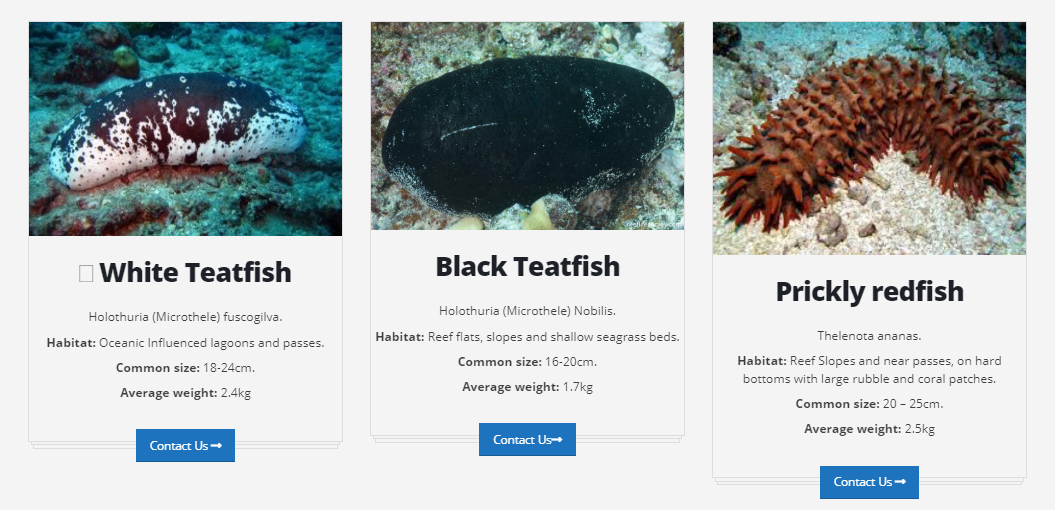 White Teatfish
Holothuria (Microthele) fuscogilva.
Habitat: Oceanic Influenced lagoons and passes.
Common size: 18-24cm.
Average weight: 2.4kg
Contact Us
Black Teatfish
Holothuria (Microthele) Nobilis.
Habitat: Reef flats, slopes and shallow seagrass beds.
Common size: 16-20cm.
Average weight: 1.7kg
Contact Us
Prickly redfish
Thelenota ananas.
Habitat: Reef Slopes and near passes, on hard
bottoms with large rubble and coral patches.
Common size: 20 – 25cm.
Average weight: 2.5kg
Contact Us